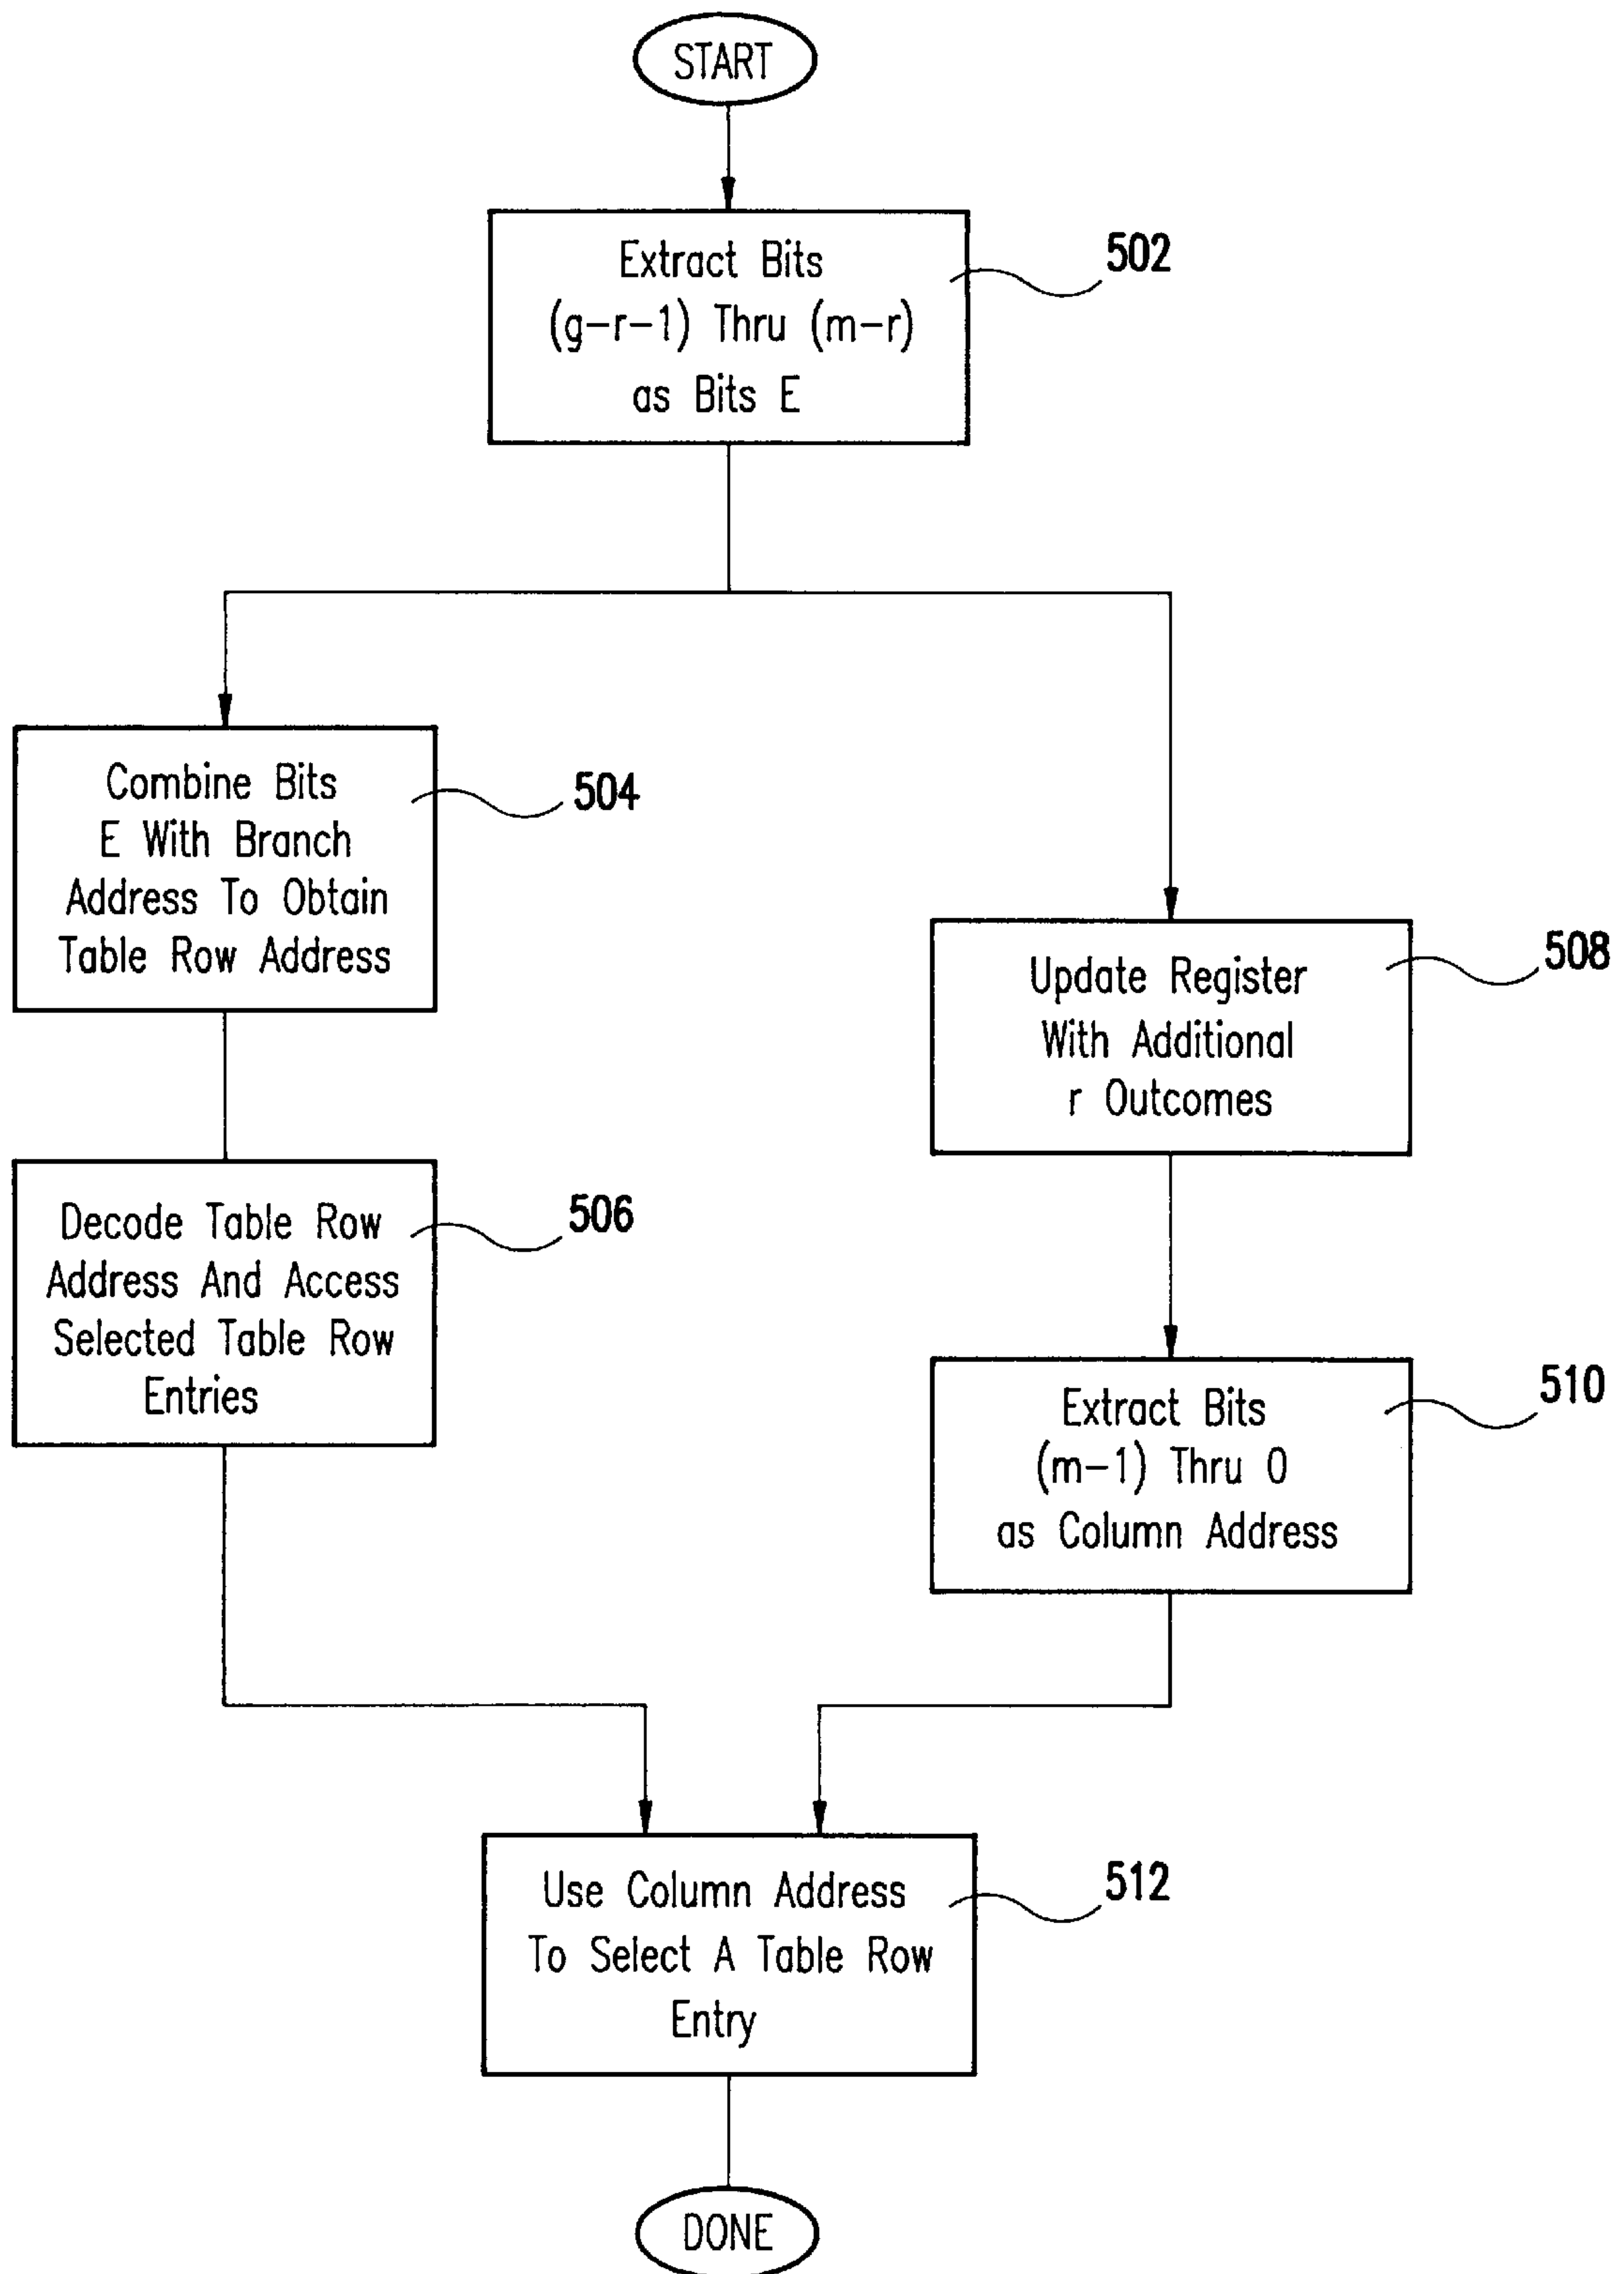 START
Extract Bits
(g-r-1) Thru (m-r)
as Bits E
502
Combine Bits
E With Branch
Address To Obtain
Table Row Address
504
Update Register
With Additional
r Outcomes
508
Decode Table Row
Address And Access
Selected Table Row
Entries
506
Extract Bits
(m-1) Thru 0
as Column Address
510
Use Column Address
To Select A Table Row
Entry
512
DONE